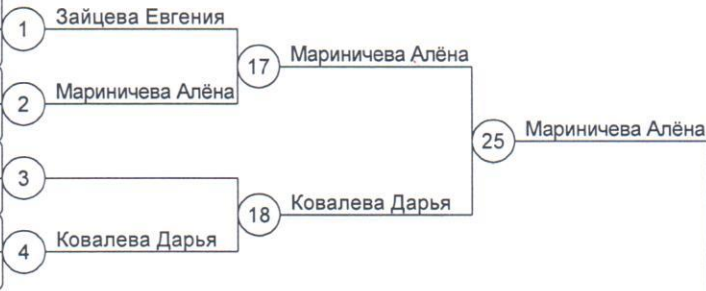 1 Зайцева Евгения
17 Мариничева Алёна
2 Мариничева Алёна
25 Мариничева Алёна
3
18 Ковалева Дарья
4 Ковалева Дарья